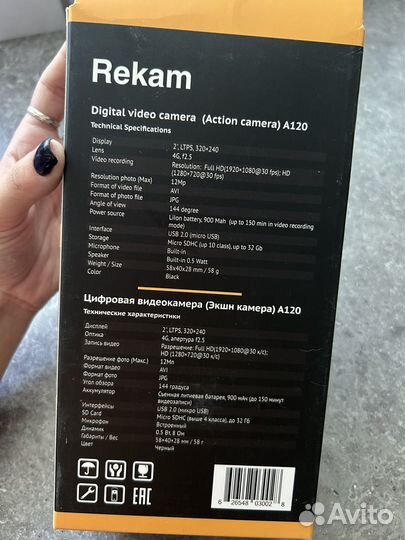 Rekam
Digital video camera (Action camera) A120
Technical Specifications
Display 2', LTPS, 320×240
Lens 4G, f2.5
Video recording Resolution: Full HD(1920×1080@30 fps); HD
(1280×720@30 fps)
Resolution photo (Max) 12Mp
Format of video file AVI
Format of photo file JPG
Angle of view 144 degree
Power source LiIon battery, 900 Mah (up to 150 min in video recording
mode)
Interface USB 2.0 (micro USB)
Storage Micro SDHC (up 10 class), up to 32 Gb
Microphone Built-in
Speaker Built-in 0.5 Watt
Weight / Size 58x40x28 mm / 58 g
Color Black
Цифровая видеокамера (Экшн камера) A120
Технические характеристики
Дисплей 2', LTPS, 320×240
Оптика 4G, апертура f2.5
Запись видео Разрешение: Full HD(1920×1080@30 к/с);
HD (1280×720@30 к/с)
Разрешение фото (Макс.) 12Мп
Формат видео AVI
Формат фото JPG
Угол обзора 144 градуса
Аккумулятор Съемная литиевая батарея, 900 мАч (до 150 минут
видеозаписи)
Интерфейсы USB 2.0 (микро USB)
SD Card Micro SDHC (выше 4 класса), до 32 Гб
Микрофон Встроенный
Динамик 0.5 Вт, 8 Ом
Габариты / Вес 58×40×28 мм / 58 г
Цвет Черный
EAC
6 26548 03002 8
Avito